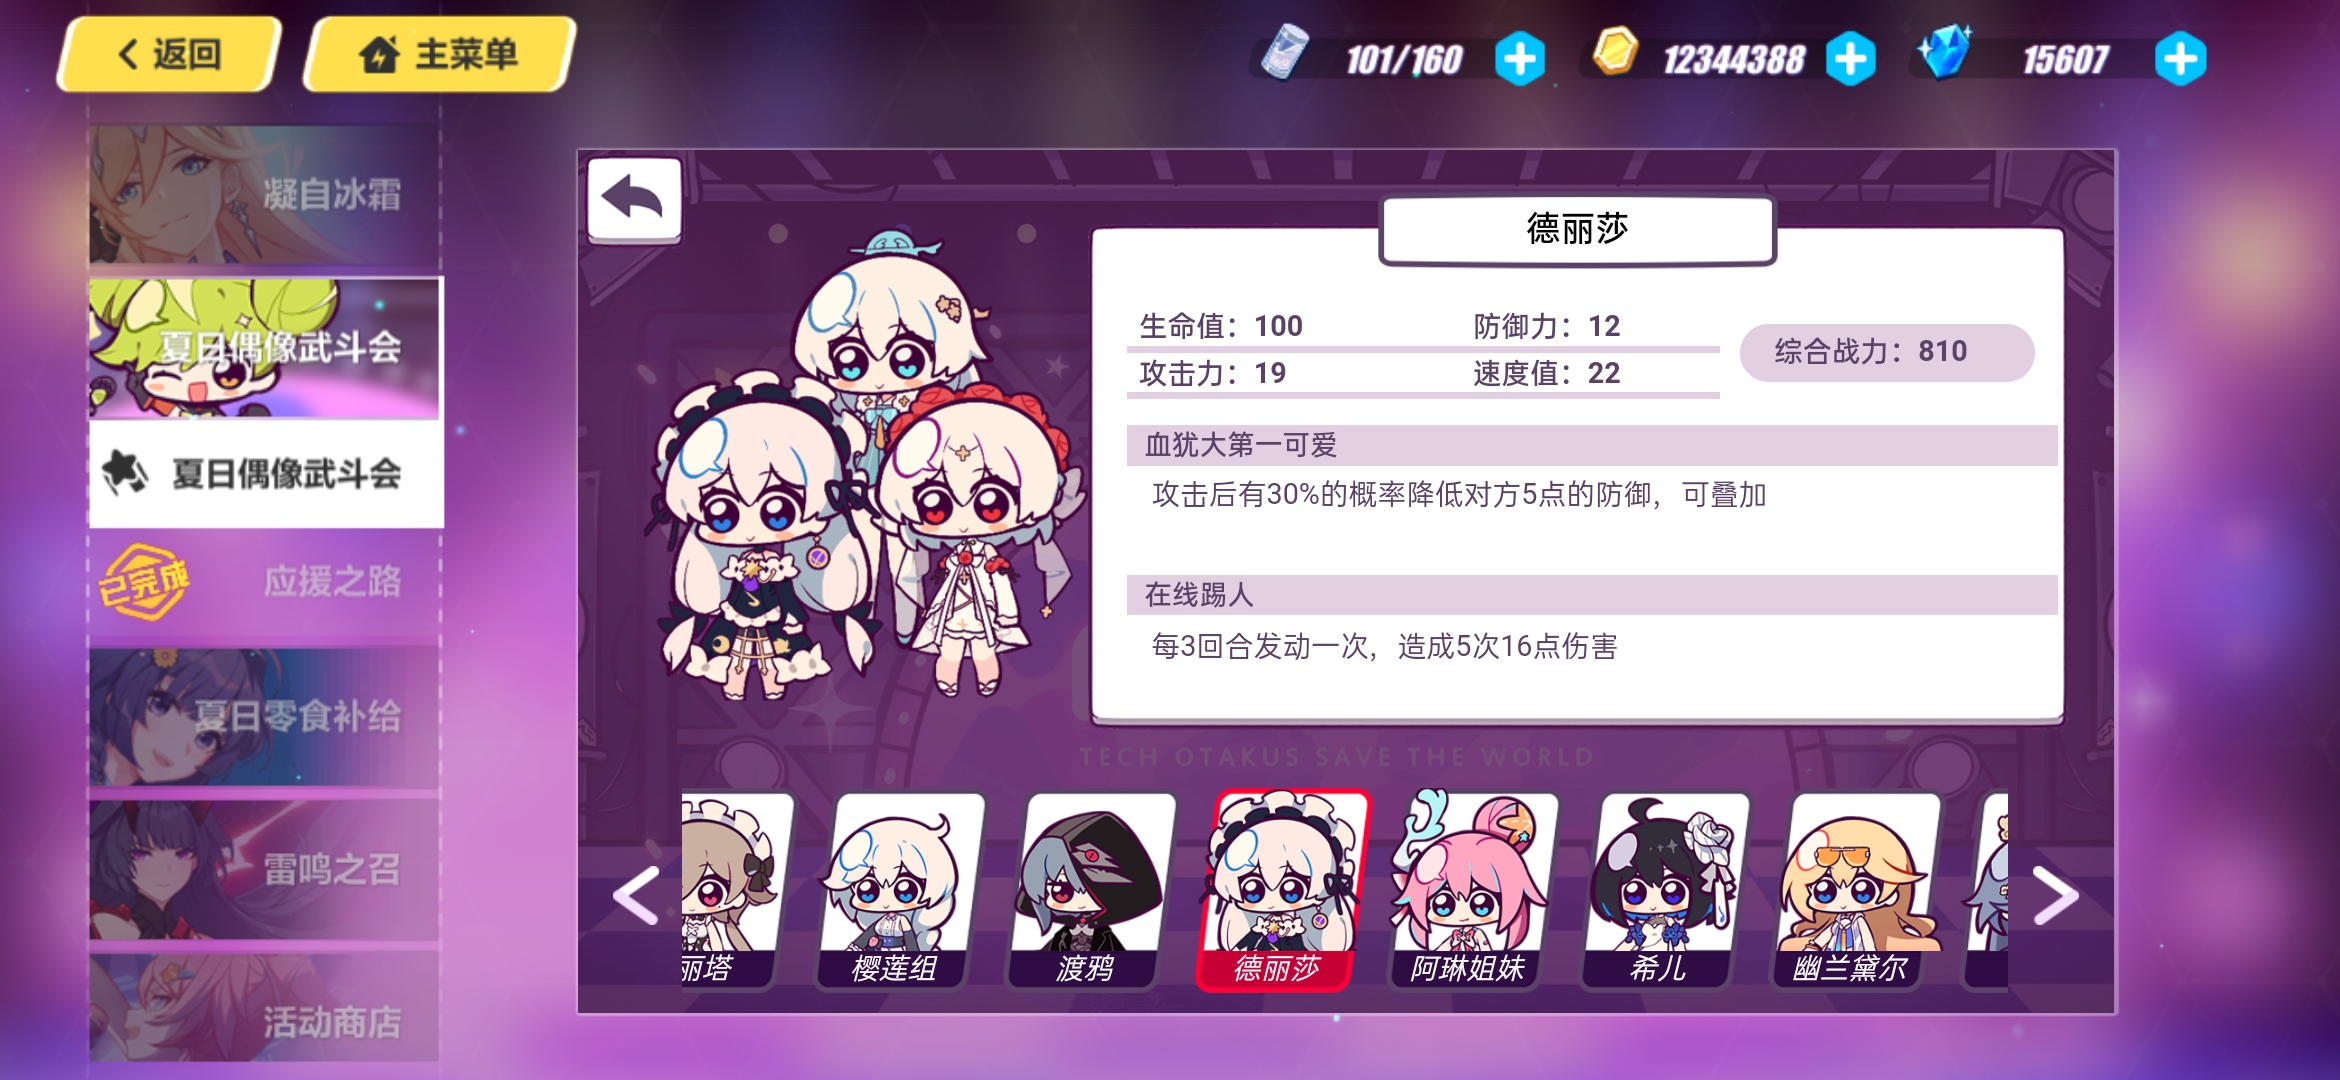 返回
主菜单
101/160
12344388
15607
凝自冰霜
夏日偶像武斗会
夏日偶像武斗会
已完成
应援之路
夏日零食补给
雷鸣之召
活动商店
德丽莎
生命值：100
防御力：12
攻击力：19
速度值：22
综合战力：810
血犹大第一可爱
攻击后有30%的概率降低对方5点的防御，可叠加
在线踢人
每3回合发动一次，造成5次16点伤害
TECH OTAKUS SAVE THE WORLD
丽塔
樱莲组
渡鸦
德丽莎
阿琳姐妹
希儿
幽兰黛尔